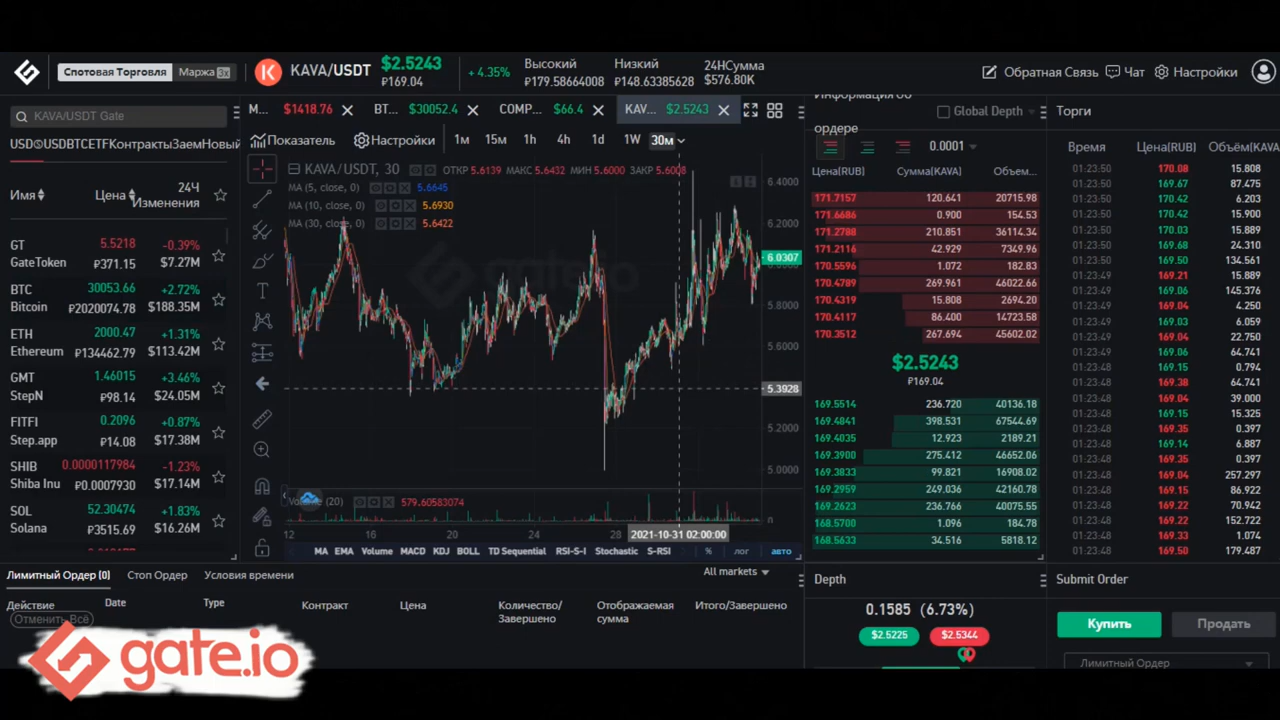 Спотовая Торговля
Маржа 3x
KAVA/USDT
$2.5243
₽169.04
+ 4.35%
Высокий
₽179.58664008
Низкий
₽148.63385628
24HСумма
$576.80K
Обратная Связь
Чат
Настройки
KAVA/USDT Gate
USDⓈUSDBTCETFКонтрактыЗаемНовый
Имя
Цена
24Ч
Изменения
GT 5.5218 -0.39%
GateToken ₽371.15 $7.27M
BTC 30053.66 +2.72%
Bitcoin ₽2020074.78 $188.35M
ETH 2000.47 +1.31%
Ethereum ₽134462.79 $113.42M
GMT 1.46015 +3.46%
StepN ₽98.14 $24.05M
FITFI 0.2096 +0.87%
Step.app ₽14.08 $17.38M
SHIB 0.0000117984 -1.23%
Shiba Inu ₽0.0007930 $17.14M
SOL 52.30474 +1.83%
Solana ₽3515.69 $16.26M
M... $1418.76
BT... $30052.4
COMP... $66.4
KAV... $2.5243
Показатель
Настройки
1м 15м 1h 4h 1d 1W 30м
KAVA/USDT, 30 ОТКР 5.6139 МАКС 5.6432 МИН 5.6000 ЗАКР 5.6008
MA (5, close, 0) 5.6645
MA (10, close, 0) 5.6930
MA (30, close, 0) 5.6422
gate.io
6.4000
6.2000
6.0307
5.8000
5.6000
5.3928
5.2000
5.0000
(20) 579.60583074
0
12 16 20 24 28 2021-10-31 02:00:00
MA EMA Volume MACD KDJ BOLL TD Sequential RSI-S-I Stochastic S-RSI % лог авто
Информация об
ордере
Global Depth
0.0001
Цена(RUB) Сумма(KAVA) Объем...
171.7157 120.641 20715.98
171.6686 0.900 154.53
171.2788 210.851 36114.34
171.2116 42.929 7349.96
170.5596 1.072 182.83
170.4789 269.961 46022.66
170.4319 15.808 2694.20
170.4117 86.400 14723.58
170.3512 267.694 45602.02
$2.5243
₽169.04
169.5514 236.720 40136.18
169.4841 398.531 67544.69
169.4035 12.923 2189.21
169.3900 275.412 46652.06
169.3833 99.821 16908.02
169.2959 249.036 42160.78
169.2623 236.766 40075.55
168.5700 1.096 184.78
168.5633 34.516 5818.12
Торги
Время Цена(RUB) Объём(KAVA
01:23:50 170.08 15.808
01:23:50 169.67 87.475
01:23:50 170.42 6.203
01:23:50 170.42 15.900
01:23:50 170.03 15.889
01:23:50 169.68 24.310
01:23:50 169.50 134.561
01:23:50 169.21 15.889
01:23:50 169.06 145.376
01:23:50 169.04 4.250
01:23:49 169.03 6.059
01:23:49 169.04 22.750
01:23:49 169.06 64.741
01:23:49 169.15 0.794
01:23:49 169.38 64.741
01:23:48 169.04 39.000
01:23:48 169.15 15.325
01:23:48 169.35 0.397
01:23:48 169.14 6.887
01:23:48 169.35 0.397
01:23:48 169.04 257.297
01:23:48 169.15 86.922
01:23:48 169.22 70.942
01:23:48 169.22 152.722
01:23:48 169.33 1.074
01:23:48 169.50 179.487
Лимитный Ордер (0)
Стоп Ордер
Условия времени
All markets
Действие
Отменить Всё
Date
Type
Контракт
Цена
Количество/
Завершено
Отображаемая
сумма
Итого/Завершено
Depth
0.1585 (6.73%)
$2.5225
$2.5344
Submit Order
Купить
Продать
Лимитный Ордер
gate.io